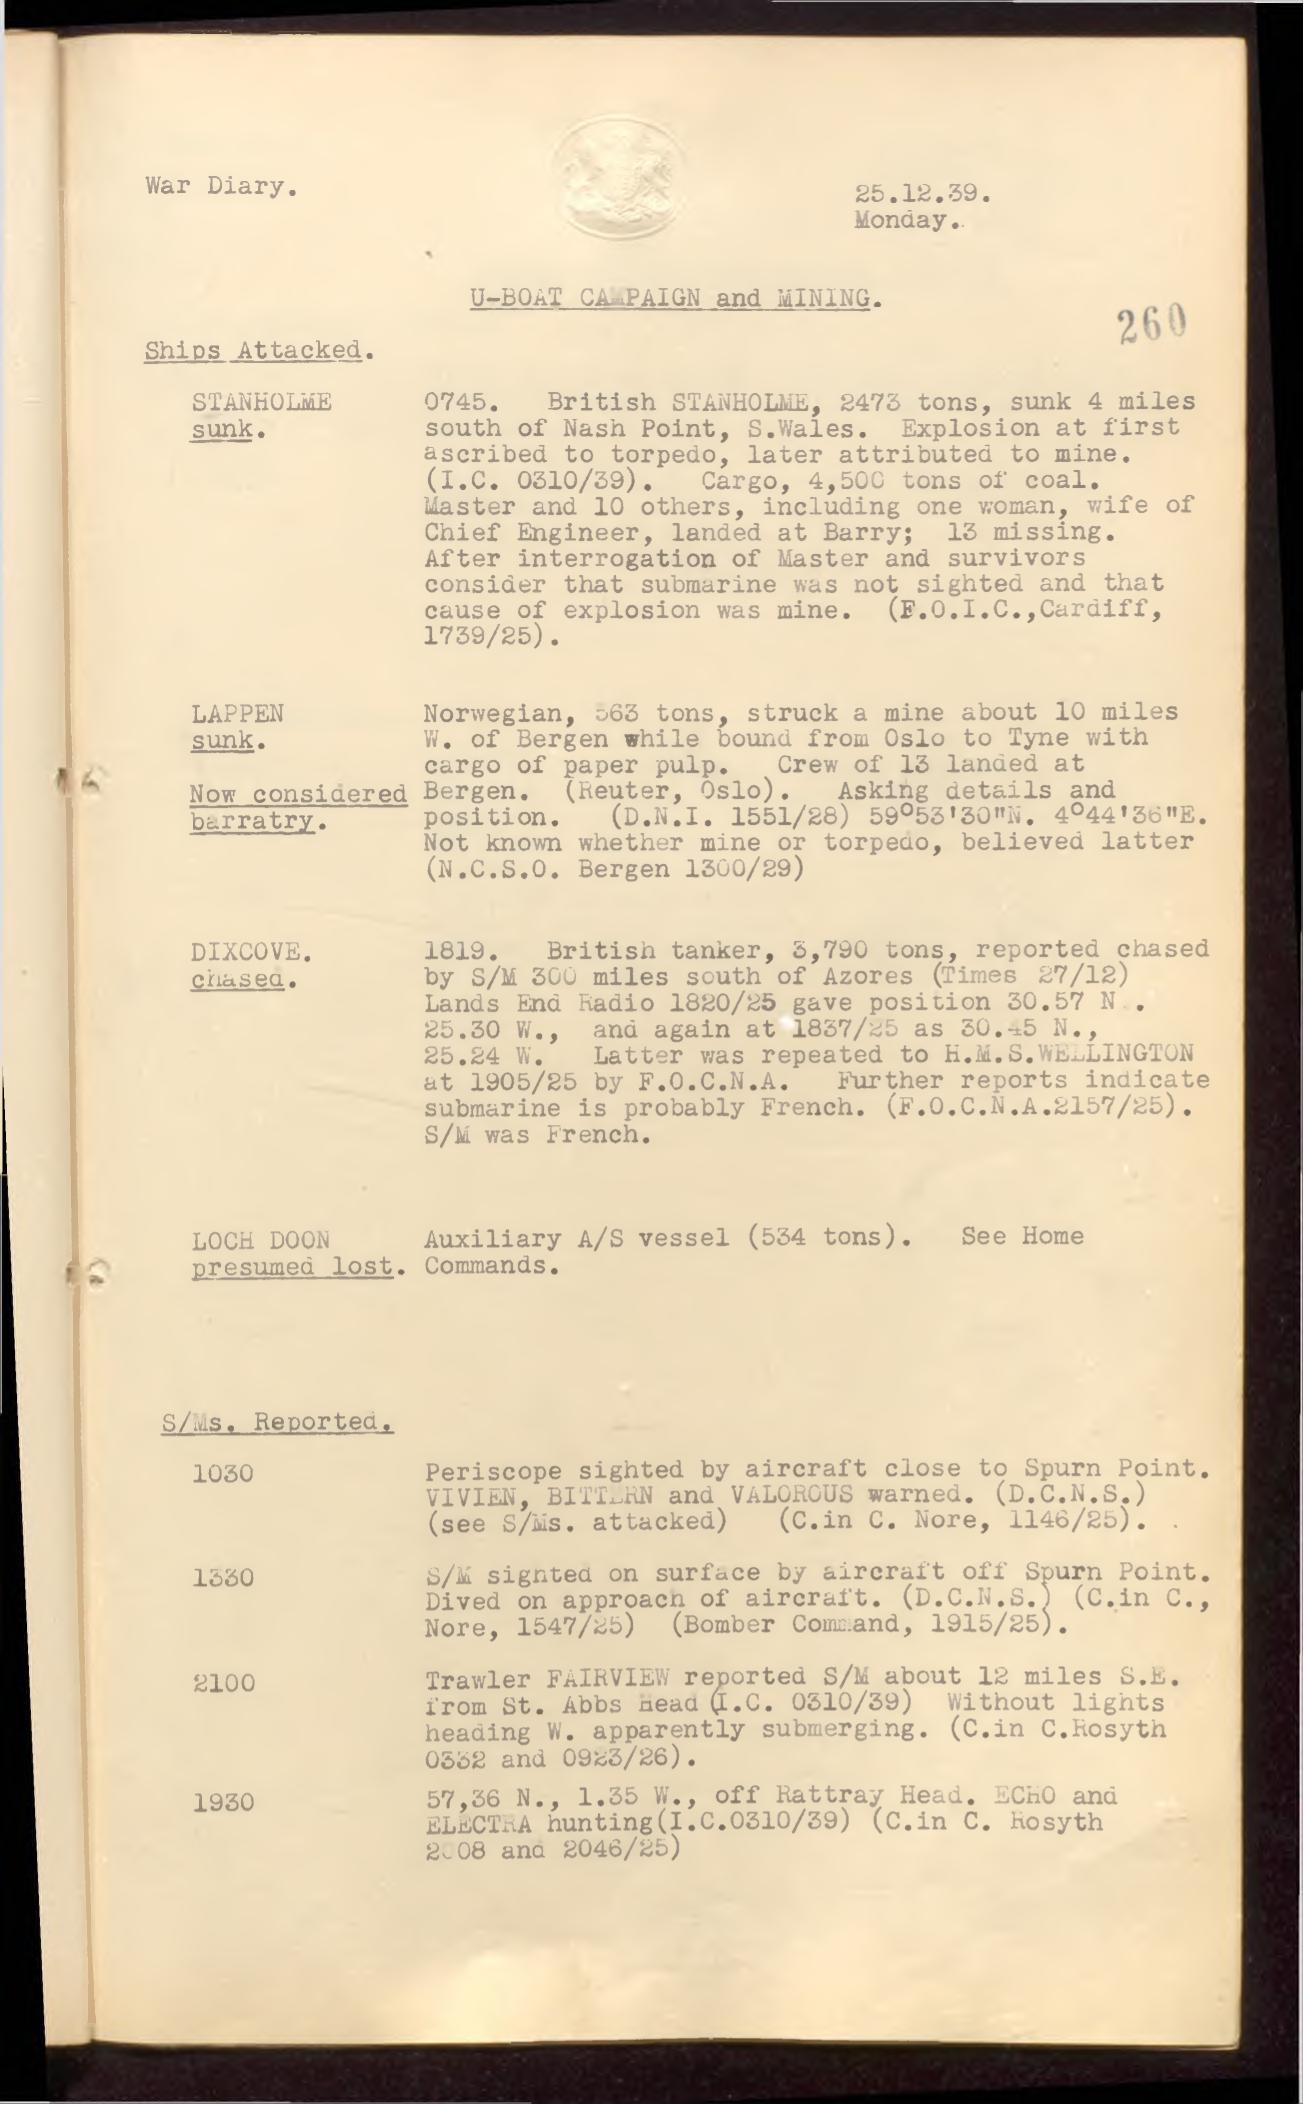 War Diary.
25.12.39.
Monday.
U-BOAT CAMPAIGN and MINING.
260
Ships Attacked.
STANHOLME
sunk.
0745. British STANHOLME, 2473 tons, sunk 4 miles
south of Nash Point, S.Wales. Explosion at first
ascribed to torpedo, later attributed to mine.
(I.C. 0310/39). Cargo, 4,500 tons of coal.
Master and 10 others, including one woman, wife of
Chief Engineer, landed at Barry; 13 missing.
After interrogation of Master and survivors
consider that submarine was not sighted and that
cause of explosion was mine. (F.O.I.C.,Cardiff,
1739/25).
LAPPEN
sunk.
Now considered
barratry.
Norwegian, 563 tons, struck a mine about 10 miles
W. of Bergen while bound from Oslo to Tyne with
cargo of paper pulp. Crew of 13 landed at
Bergen. (Reuter, Oslo). Asking details and
position. (D.N.I. 1551/28) 59°53'30"N. 4°44'36"E.
Not known whether mine or torpedo, believed latter
(N.C.S.O. Bergen 1300/29)
DIXCOVE.
chased.
1819. British tanker, 3,790 tons, reported chased
by S/M 300 miles south of Azores (Times 27/12)
Lands End Radio 1820/25 gave position 30.57 N .
25.30 W., and again at 1837/25 as 30.45 N.,
25.24 W. Latter was repeated to H.M.S.WELLINGTON
at 1905/25 by F.O.C.N.A. Further reports indicate
submarine is probably French. (F.O.C.N.A.2157/25).
S/M was French.
LOCH DOON
presumed lost.
Auxiliary A/S vessel (534 tons). See Home
Commands.
S/Ms. Reported.
1030
Periscope sighted by aircraft close to Spurn Point.
VIVIEN, BITTERN and VALOROUS warned. (D.C.N.S.)
(see S/Ms. attacked) (C.in C. Nore, 1146/25).
1330
S/M sighted on surface by aircraft off Spurn Point.
Dived on approach of aircraft. (D.C.N.S.) (C.in C.,
Nore, 1547/25) (Bomber Command, 1915/25).
2100
Trawler FAIRVIEW reported S/M about 12 miles S.E.
from St. Abbs Head (I.C. 0310/39) Without lights
heading W. apparently submerging. (C.in C.Rosyth
0332 and 0923/26).
1930
57,36 N., 1.35 W., off Rattray Head. ECHO and
ELECTRA hunting(I.C.0310/39) (C.in C. Rosyth
2008 and 2046/25)